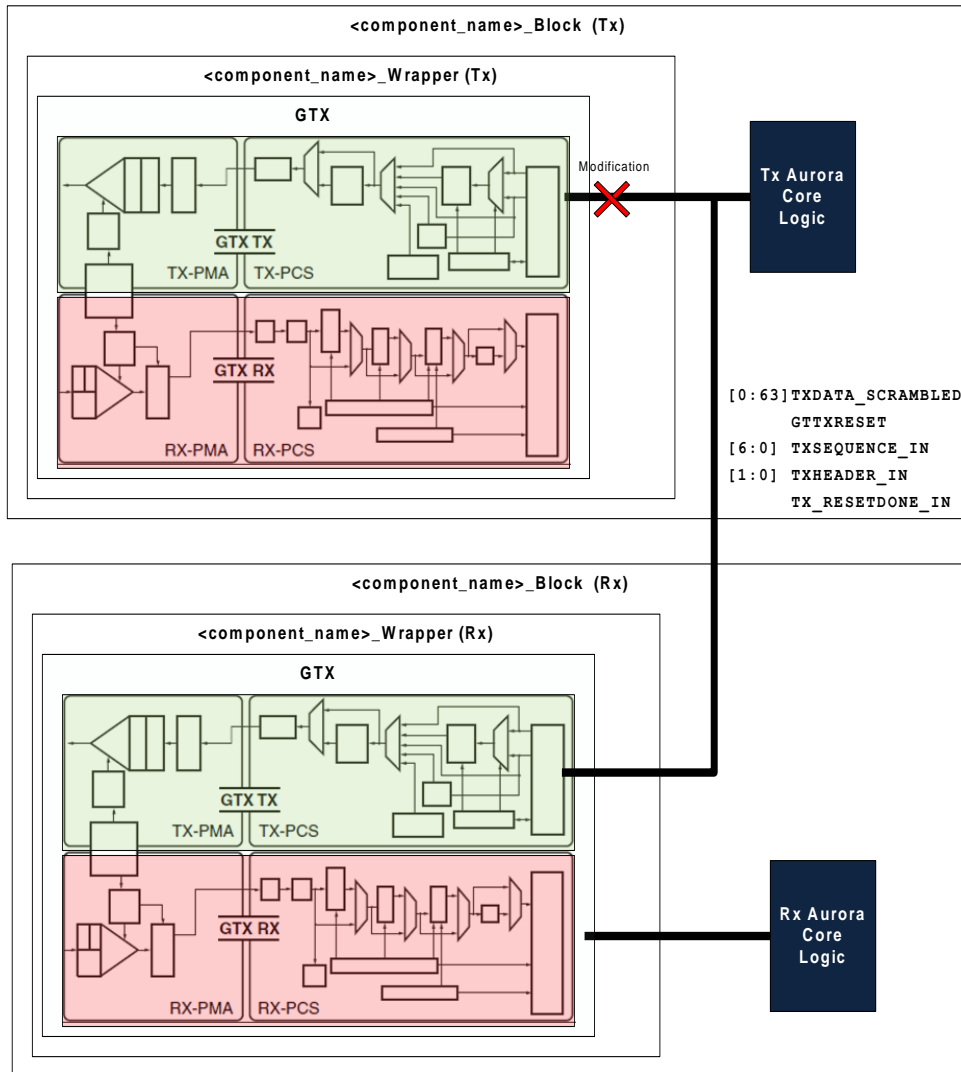 <component_name>_Block (Tx)
<component_name>_Wrapper (Tx)
GTX
Modification
Tx Aurora
Core
Logic
GTX TX
TX-PMA
TX-PCS
GTX RX
RX-PMA
RX-PCS
[0:63] TXDATA_SCRAMBLED
GTTXRESET
[6:0] TXSEQUENCE_IN
[1:0] TXHEADER_IN
TX_RESETDONE_IN
<component_name>_Block (Rx)
<component_name>_Wrapper (Rx)
GTX
GTX TX
TX-PMA
TX-PCS
GTX RX
RX-PMA
RX-PCS
Rx Aurora
Core
Logic